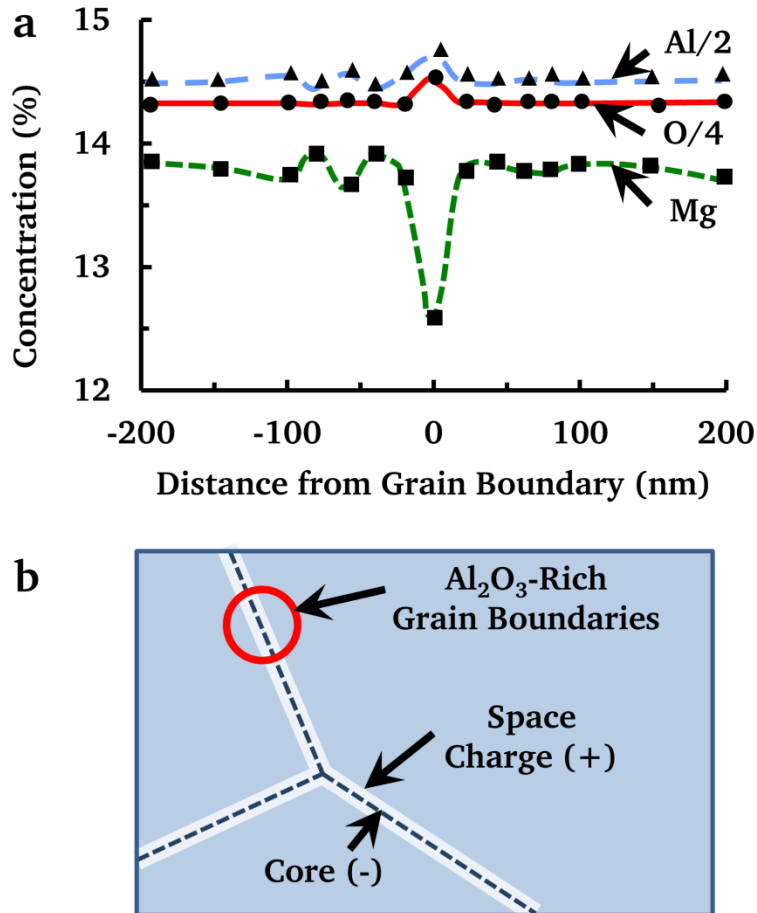 a
15
14
13
12
Concentration (%)
Al/2
O/4
Mg
-200
-100
0
100
200
Distance from Grain Boundary (nm)
b
Al₂O₃-Rich
Grain Boundaries
Space
Charge (+)
Core (-)